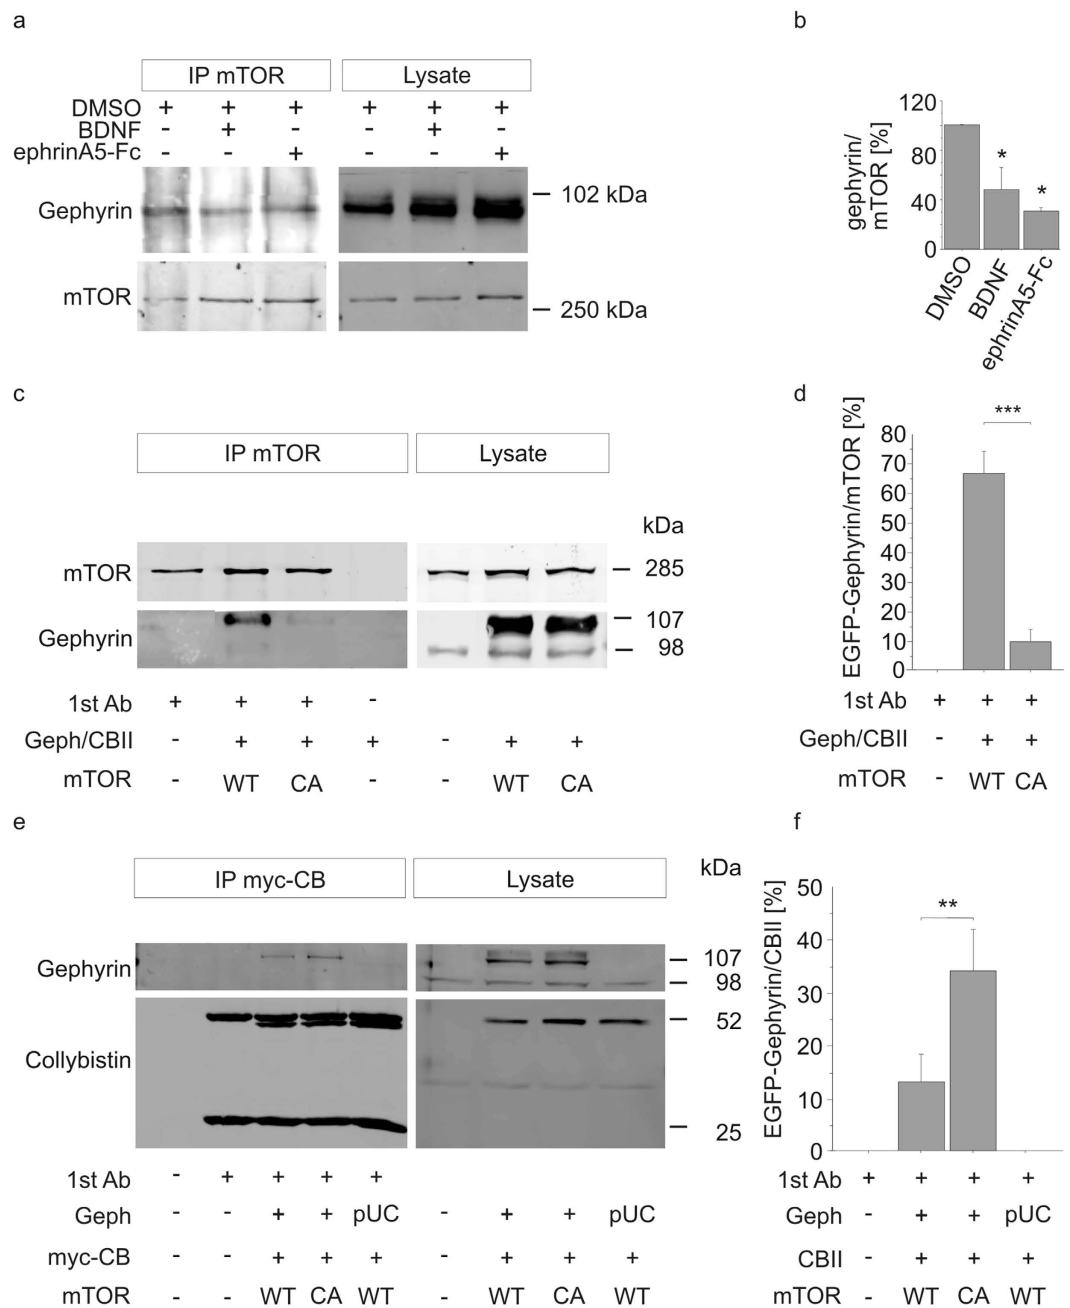 a
IP mTOR Lysate
DMSO + + + + + +
BDNF - + - - + -
ephrinA5-Fc - - + - - +
Gephyrin
102 kDa
mTOR
250 kDa
b
gephyrin/
mTOR [%]
120
80
40
0
DMSO BDNF ephrinA5-Fc
*
*
c
IP mTOR Lysate
kDa
mTOR
285
Gephyrin
107
98
1st Ab + + + -
Geph/CBII - + + + - + +
mTOR - WT CA - - WT CA
d
EGFP-Gephyrin/mTOR [%]
***
80
70
60
50
40
30
20
10
0
1st Ab + + +
Geph/CBII - + +
mTOR - WT CA
e
IP myc-CB Lysate
kDa
Gephyrin
107
98
Collybistin
52
25
1st Ab - + + + +
Geph - - + + pUC - + + pUC
myc-CB - - + + + - + + +
mTOR - - WT CA WT - WT CA WT
f
EGFP-Gephyrin/CBII [%]
**
50
40
30
20
10
0
1st Ab + + + +
Geph - + + pUC
CBII - + + +
mTOR - WT CA WT